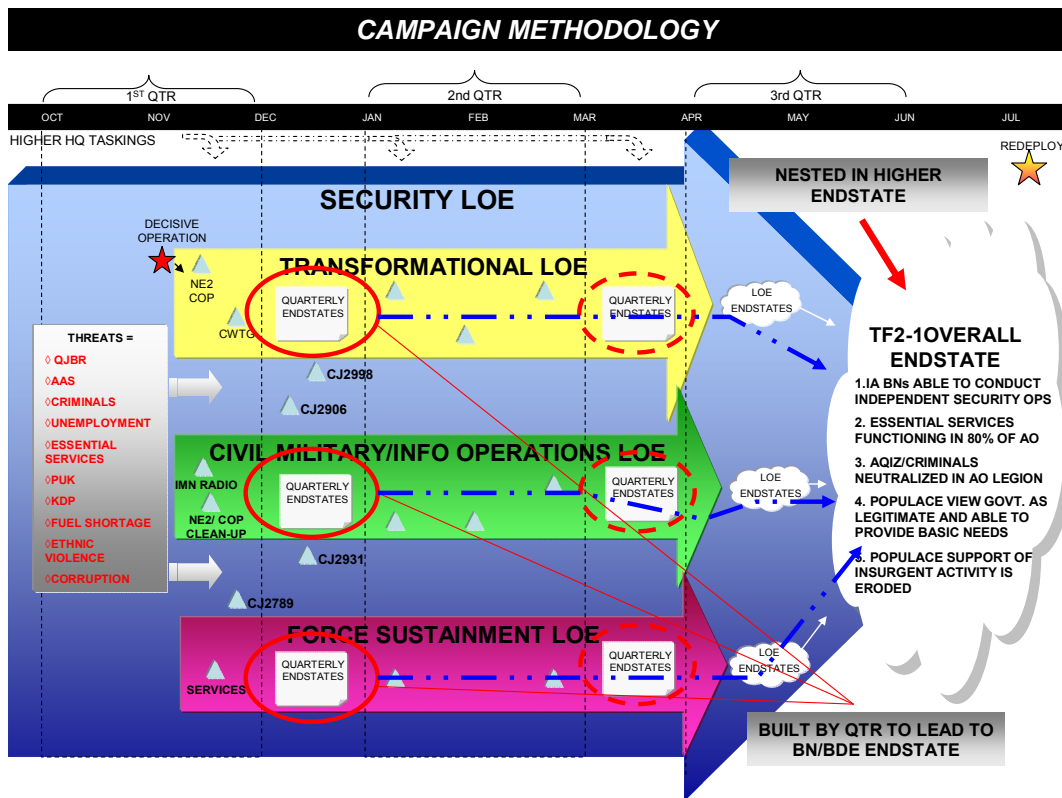 CAMPAIGN METHODOLOGY
1ST QTR
2nd QTR
3rd QTR
OCT
NOV
DEC
JAN
FEB
MAR
APR
MAY
JUN
JUL
HIGHER HQ TASKINGS
REDEPLOY
NESTED IN HIGHER
ENDSTATE
SECURITY LOE
DECISIVE
OPERATION
TRANSFORMATIONAL LOE
NE2
COP
CWTG
QUARTERLY
ENDSTATES
QUARTERLY
ENDSTATES
LOE
ENDSTATES
THREATS =
◊ QJBR
◊AAS
◊CRIMINALS
◊UNEMPLOYMENT
◊ESSENTIAL
SERVICES
◊PUK
◊KDP
◊FUEL SHORTAGE
◊ETHNIC
VIOLENCE
◊CORRUPTION
CJ2998
CJ2906
TF2-1OVERALL
ENDSTATE
1.IA BNs ABLE TO CONDUCT
INDEPENDENT SECURITY OPS
2. ESSENTIAL SERVICES
FUNCTIONING IN 80% OF AO
3. AQIZ/CRIMINALS
NEUTRALIZED IN AO LEGION
4. POPULACE VIEW GOVT. AS
LEGITIMATE AND ABLE TO
PROVIDE BASIC NEEDS
5. POPULACE SUPPORT OF
INSURGENT ACTIVITY IS
ERODED
CIVIL MILITARY/INFO OPERATIONS LOE
IMN RADIO
NE2/ COP
CLEAN-UP
QUARTERLY
ENDSTATES
QUARTERLY
ENDSTATES
LOE
ENDSTATES
CJ2931
CJ2789
FORCE SUSTAINMENT LOE
SERVICES
QUARTERLY
ENDSTATES
QUARTERLY
ENDSTATES
LOE
ENDSTATES
BUILT BY QTR TO LEAD TO
BN/BDE ENDSTATE